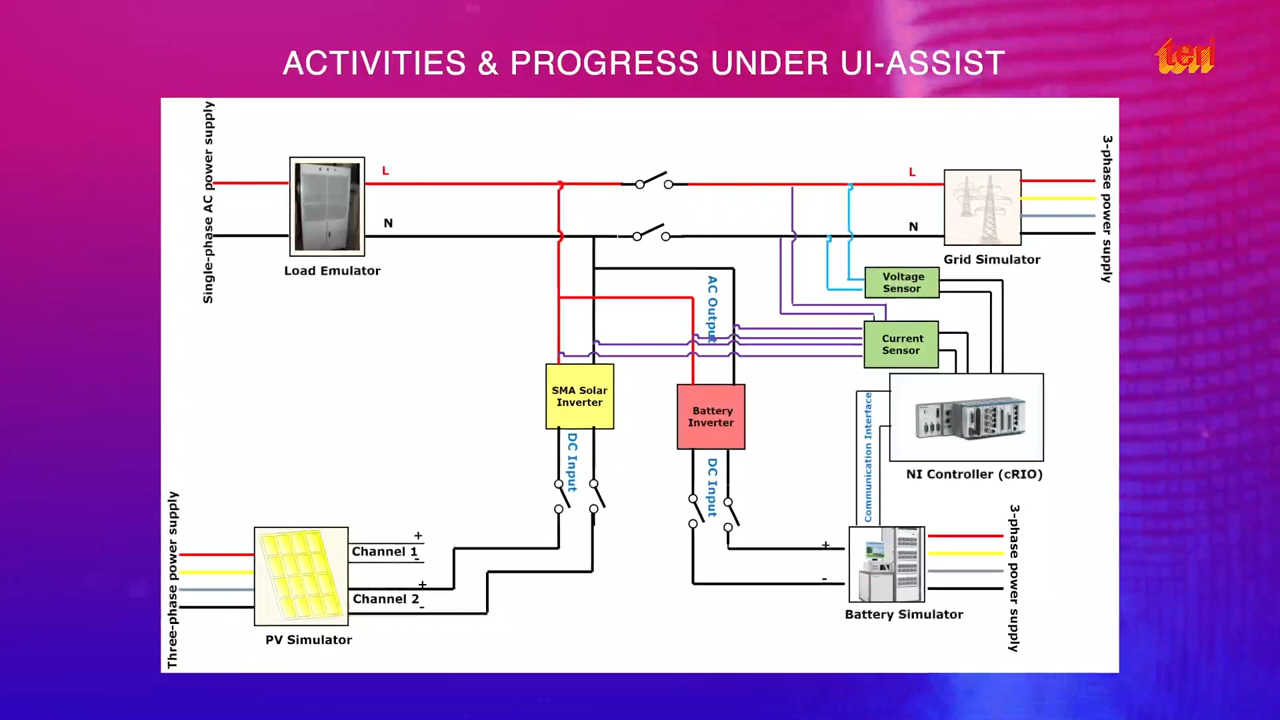 ACTIVITIES & PROGRESS UNDER UI-ASSIST
teri
Single-phase AC power supply
L
N
Load Emulator
L
N
3-phase power supply
Grid Simulator
Voltage
Sensor
AC Output
Current
Sensor
SMA Solar
Inverter
Battery
Inverter
Communication Interface
NI Controller (cRIO)
DC Input
DC Input
Three-phase power supply
+
Channel 1
-
+
Channel 2
-
PV Simulator
+
-
Battery Simulator
3-phase power supply